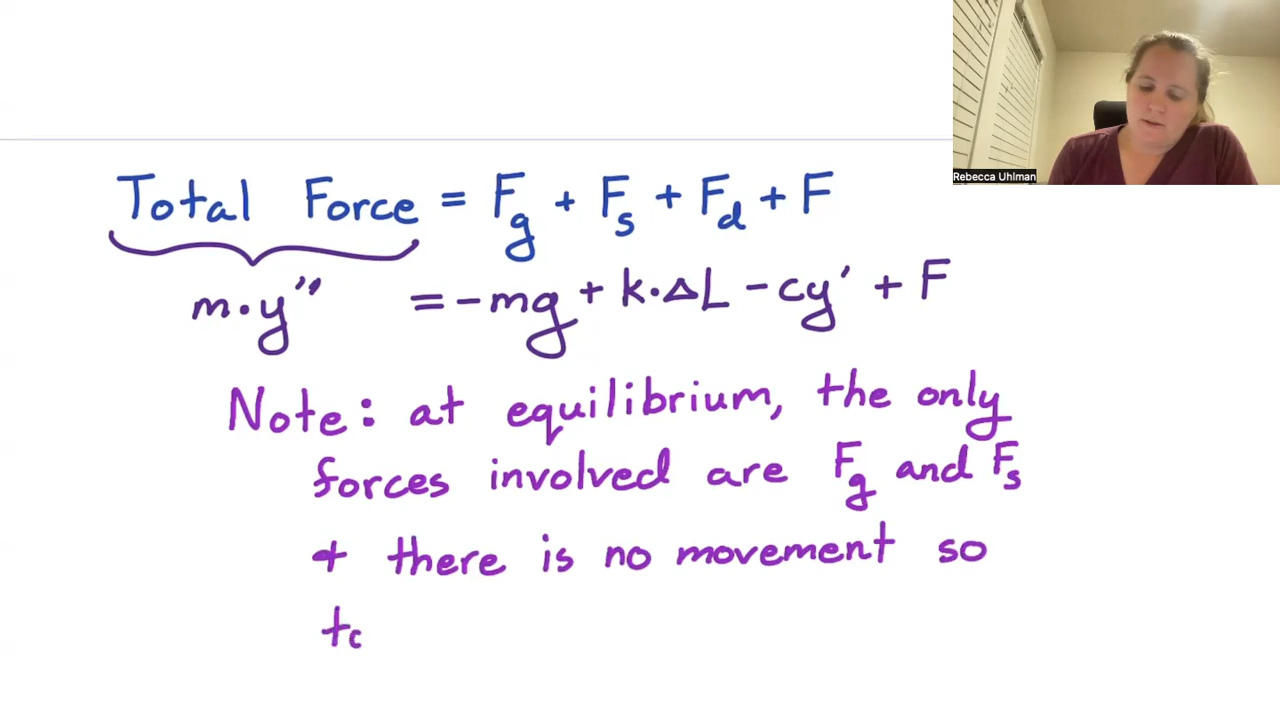 Rebecca Uhlman
Total Force = Fg + Fs + Fd + F
m·y" = -mg + k·ΔL - cy' + F
Note: at equilibrium, the only
forces involved are Fg and Fs
+ there is no movement so